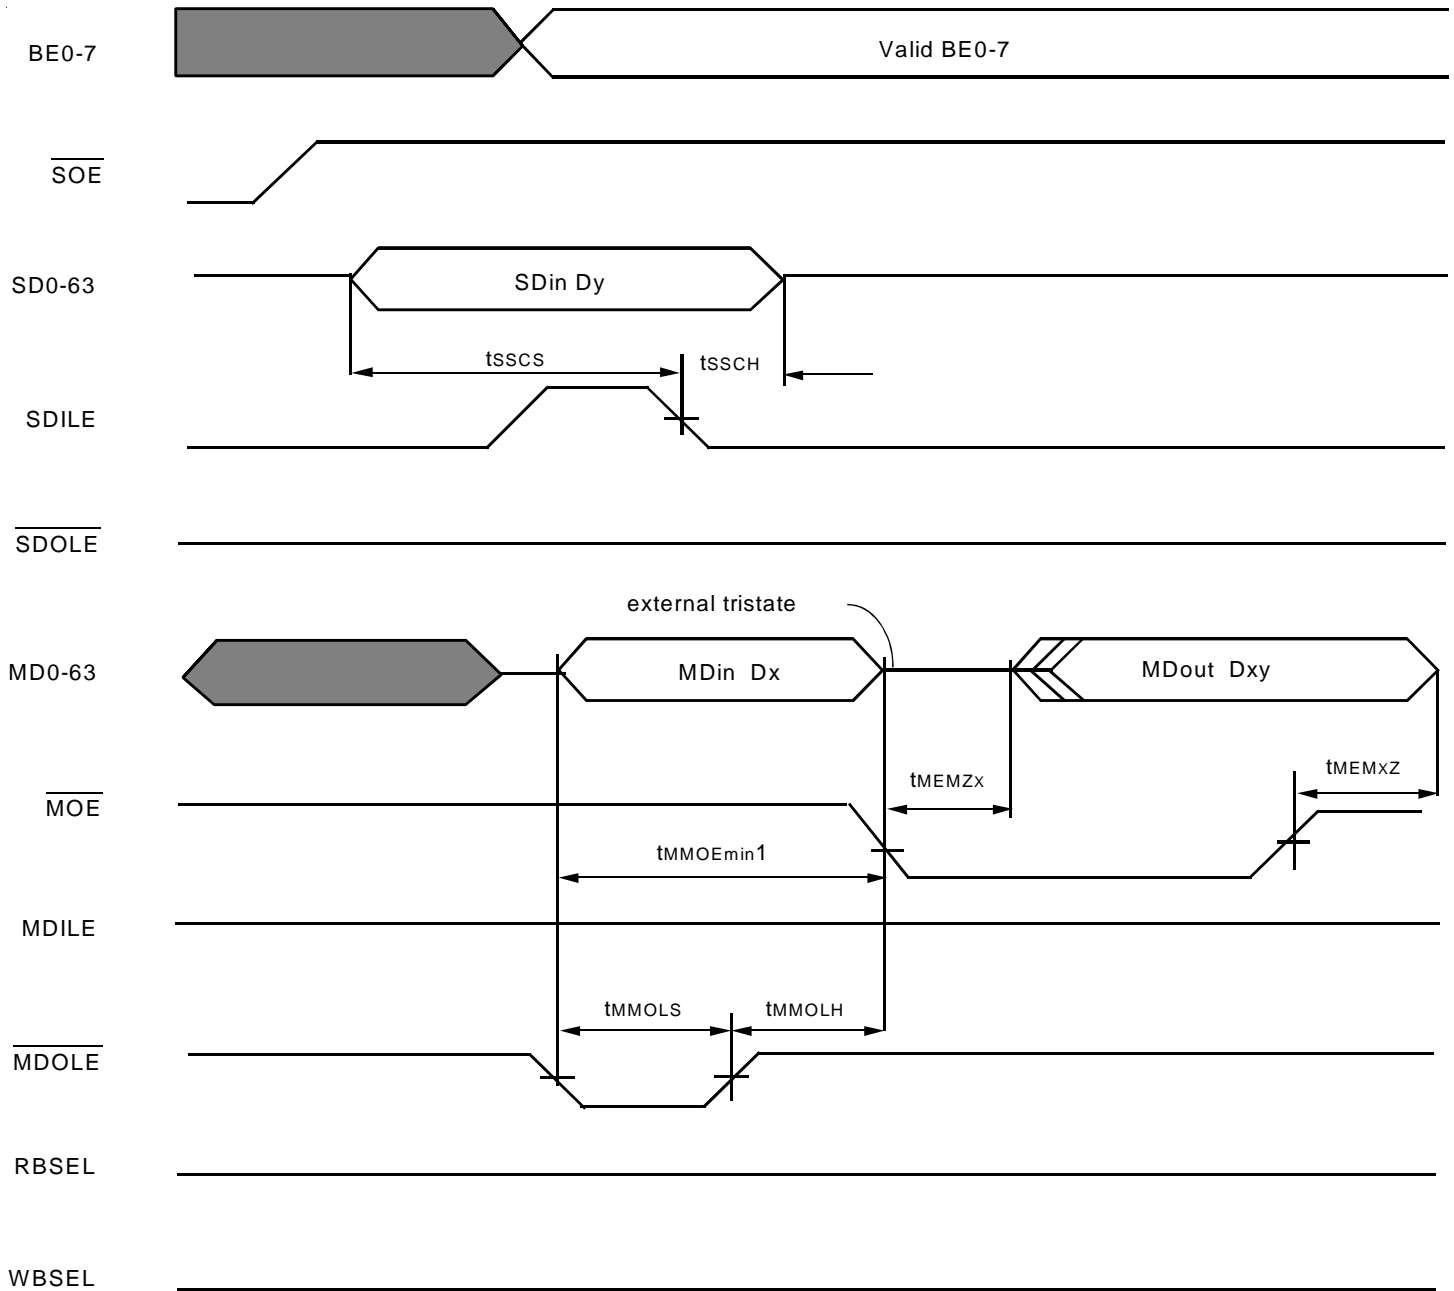 BE0-7
Valid BE0-7
SOE
SD0-63
SDin Dy
tSSCS
tSSCH
SDILE
SDOLE
external tristate
MD0-63
MDin Dx
MDout Dxy
tMEMZX
tMEMXZ
MOE
tMMOEmin1
MDILE
tMMOLS
tMMOLH
MDOLE
RBSEL
WBSEL